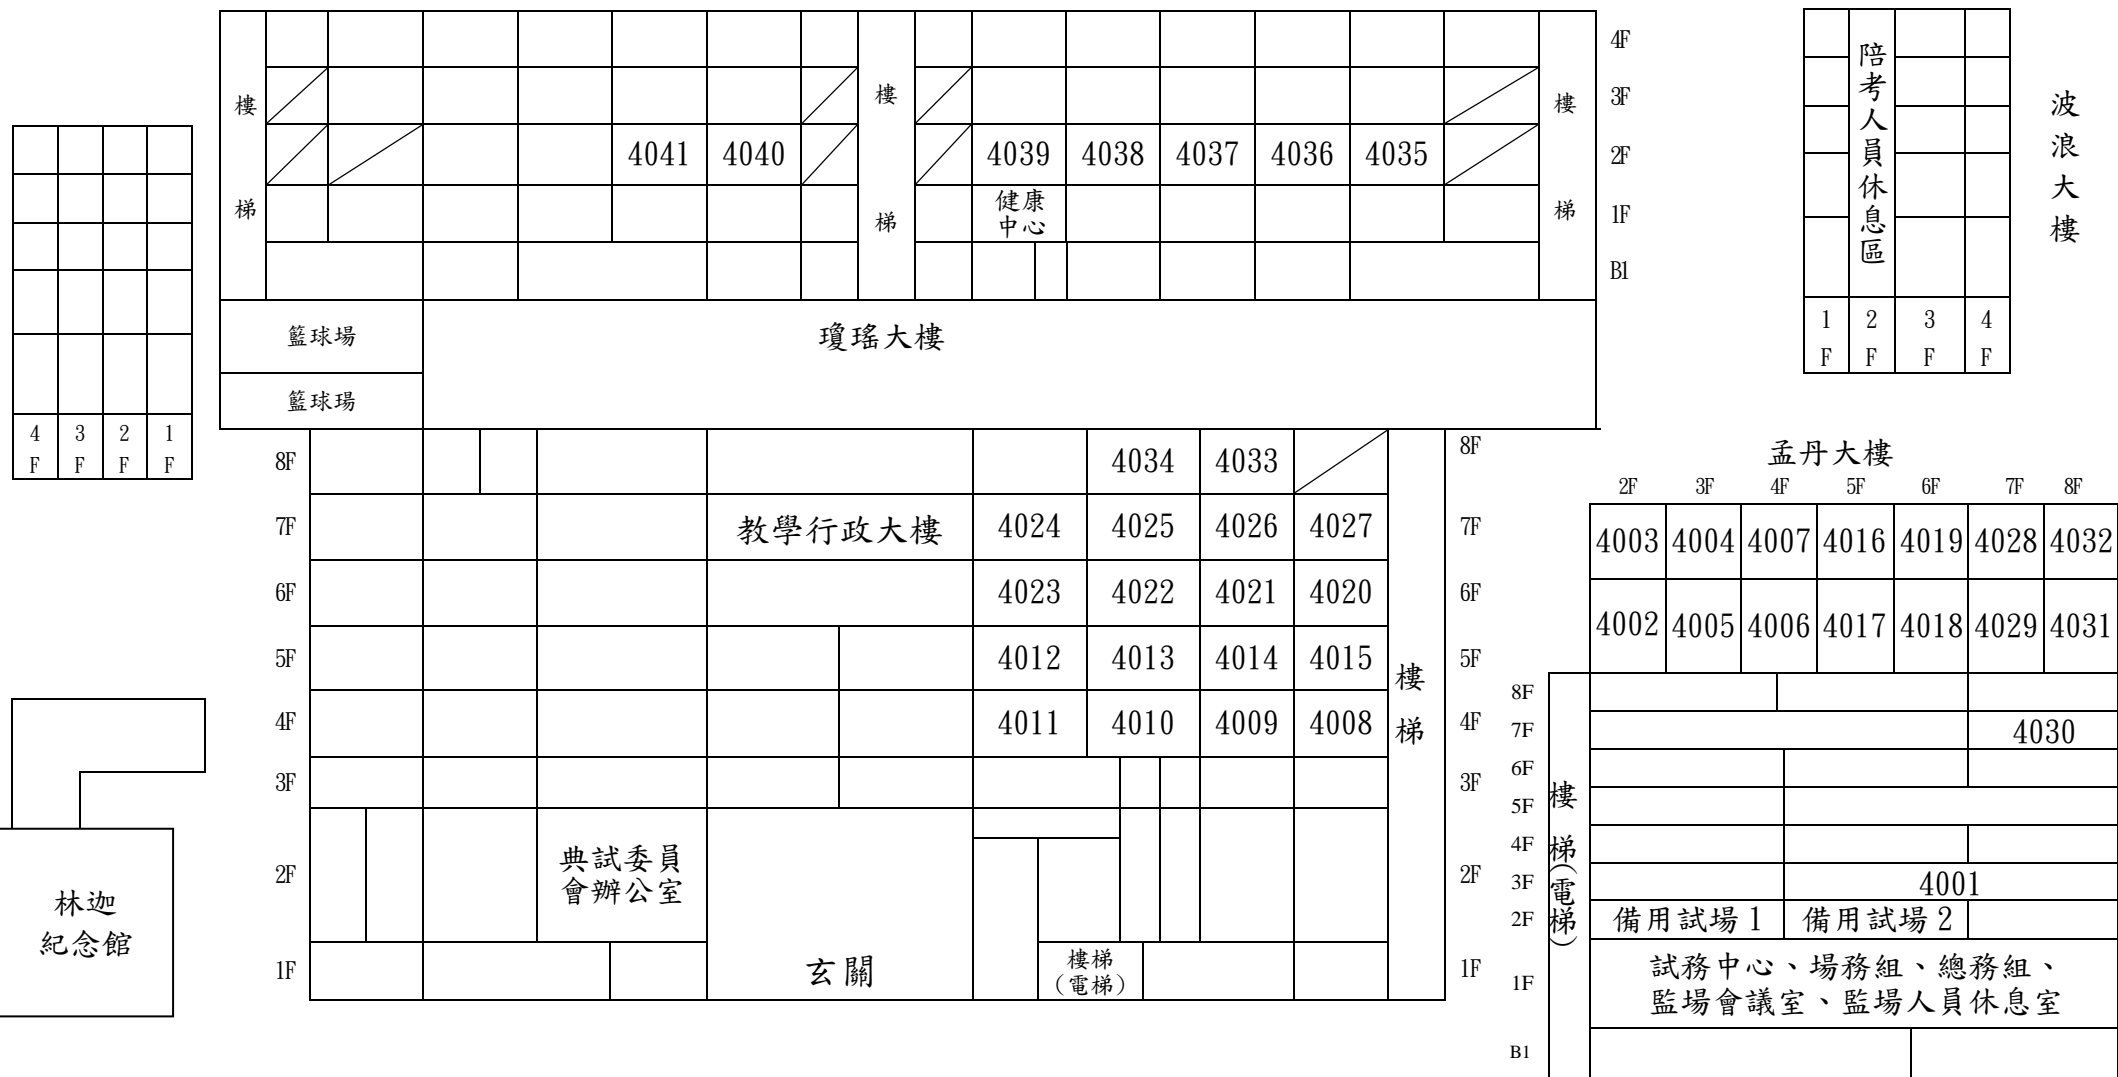 4F
3F
2F
1F
B1
樓
梯
樓
梯
樓
梯
4041 4040 4039 4038 4037 4036 4035
健康
中心
籃球場
籃球場
瓊瑤大樓
陪考人員休息區
1F 2F 3F 4F
波浪大樓
4F 3F 2F 1F
8F 4034 4033 8F
7F 教學行政大樓 4024 4025 4026 4027 7F
6F 4023 4022 4021 4020 6F
5F 4012 4013 4014 4015 5F
4F 4011 4010 4009 4008 4F
3F 3F
樓梯
2F 典試委員
會辦公室 2F
1F 玄關 樓梯
(電梯) 1F
林迦
紀念館
孟丹大樓
2F 3F 4F 5F 6F 7F 8F
4003 4004 4007 4016 4019 4028 4032
4002 4005 4006 4017 4018 4029 4031
樓梯(電梯)
8F
7F 4030
6F
5F
4F
3F 4001
2F 備用試場1 備用試場2
1F 試務中心、場務組、總務組、
監場會議室、監場人員休息室
B1